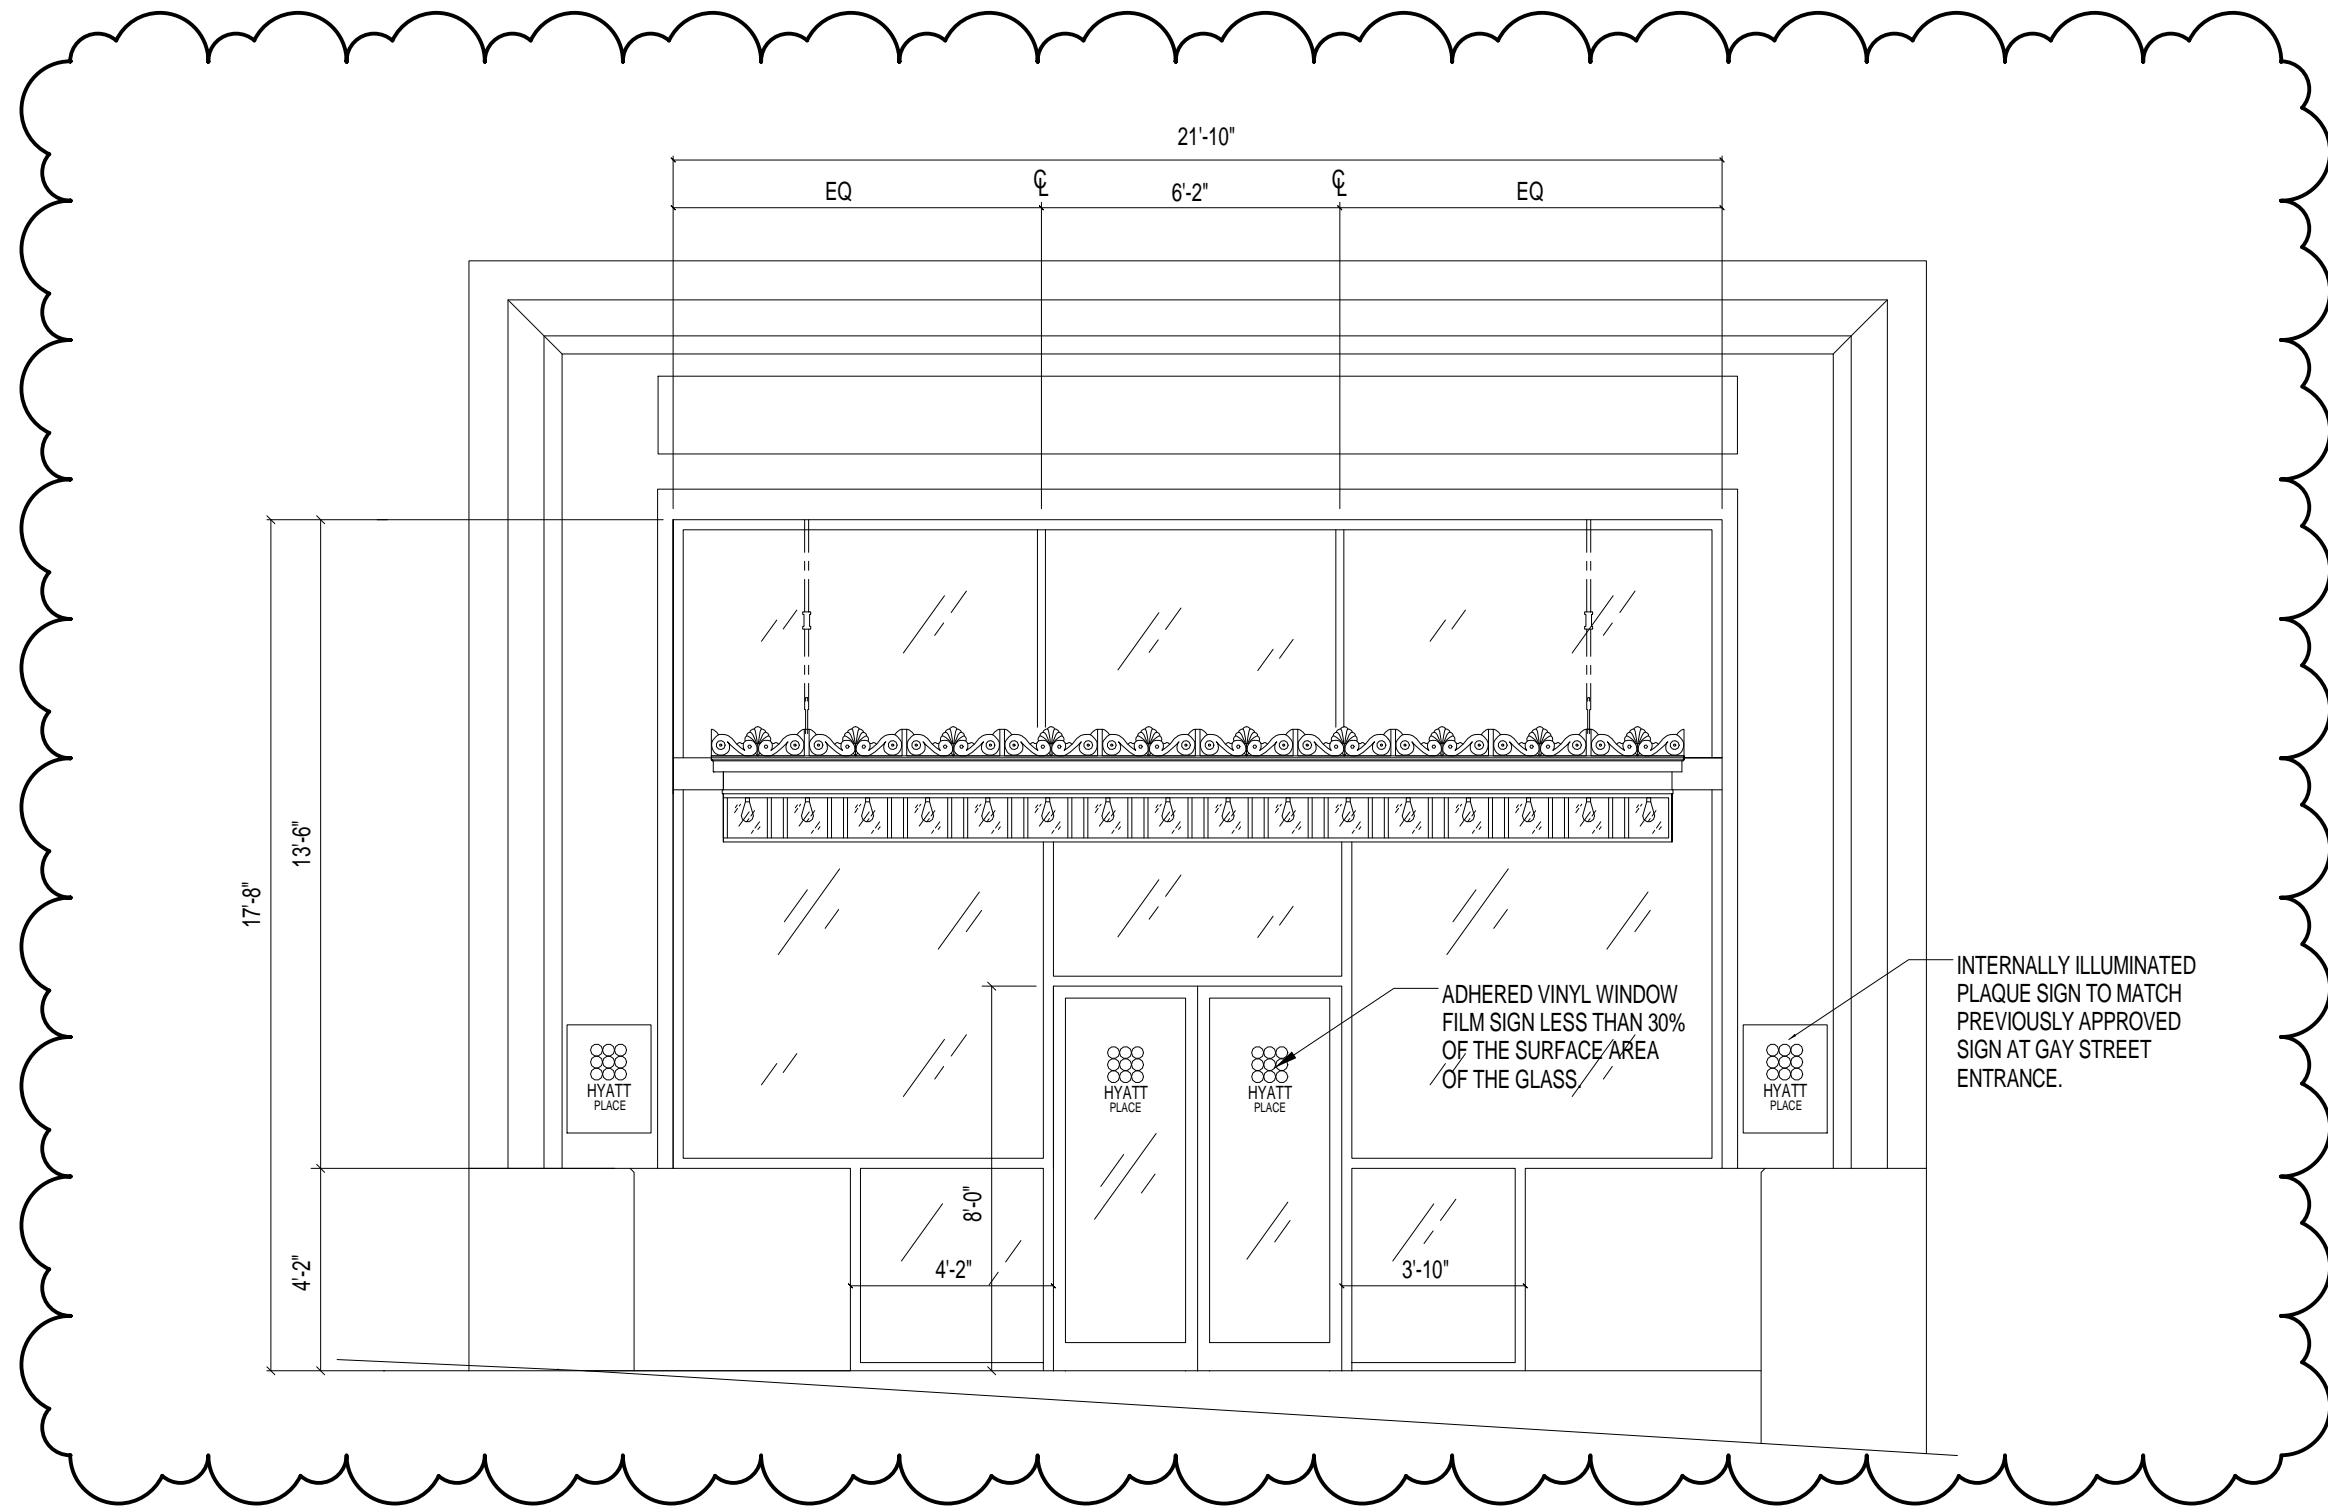 21'-10"
EQ
℄
6'-2"
℄
EQ
17'-8"
13'-6"
4'-2"
HYATT
PLACE
HYATT
PLACE
HYATT
PLACE
ADHERED VINYL WINDOW
FILM SIGN LESS THAN 30%
OF THE SURFACE AREA
OF THE GLASS.
HYATT
PLACE
INTERNALLY ILLUMINATED
PLAQUE SIGN TO MATCH
PREVIOUSLY APPROVED
SIGN AT GAY STREET
ENTRANCE.
8'-0"
4'-2"
3'-10"